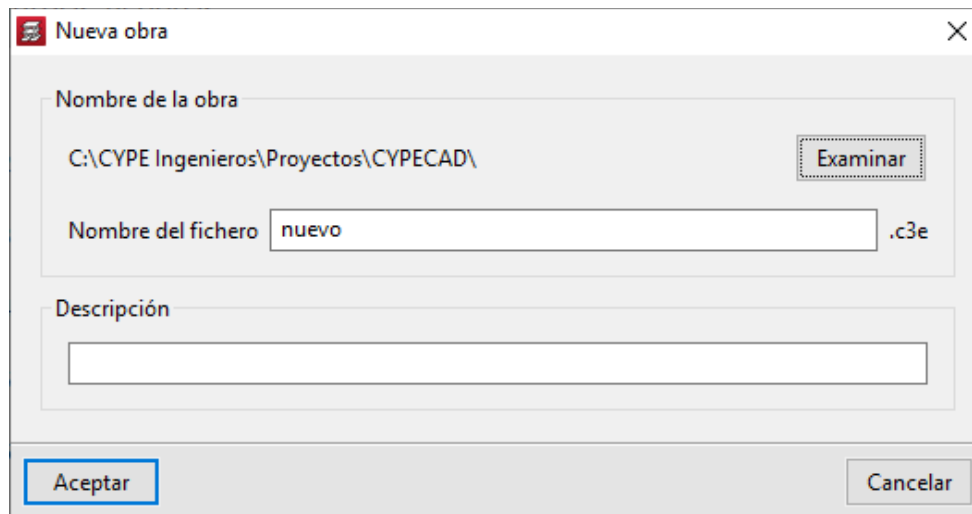 Nueva obra
Nombre de la obra
C:\CYPE Ingenieros\Proyectos\CYPECAD\ Examinar
Nombre del fichero nuevo .c3e
Descripción
Aceptar Cancelar